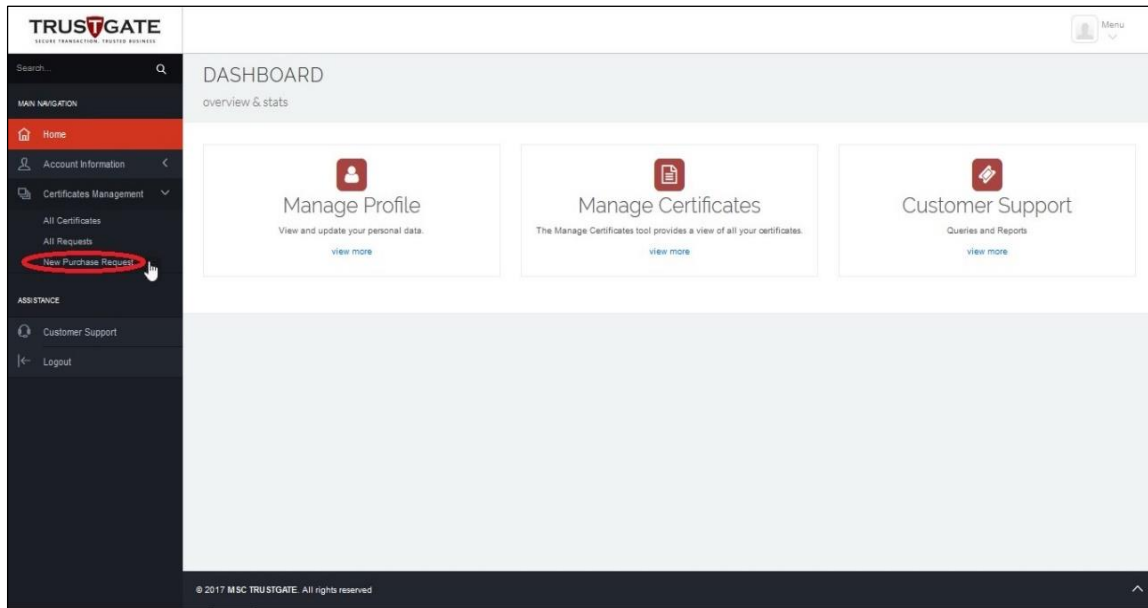 TRUSTGATE
SECURE TRANSACTION. TRUSTED BUSINESS
Menu
Search...
MAIN NAVIGATION
Home
Account Information
Certificates Management
All Certificates
All Requests
New Purchase Request
ASSISTANCE
Customer Support
Logout
DASHBOARD
overview & stats
Manage Profile
View and update your personal data.
view more
Manage Certificates
The Manage Certificates tool provides a view of all your certificates.
view more
Customer Support
Queries and Reports
view more
© 2017 MSC TRUSTGATE. All rights reserved